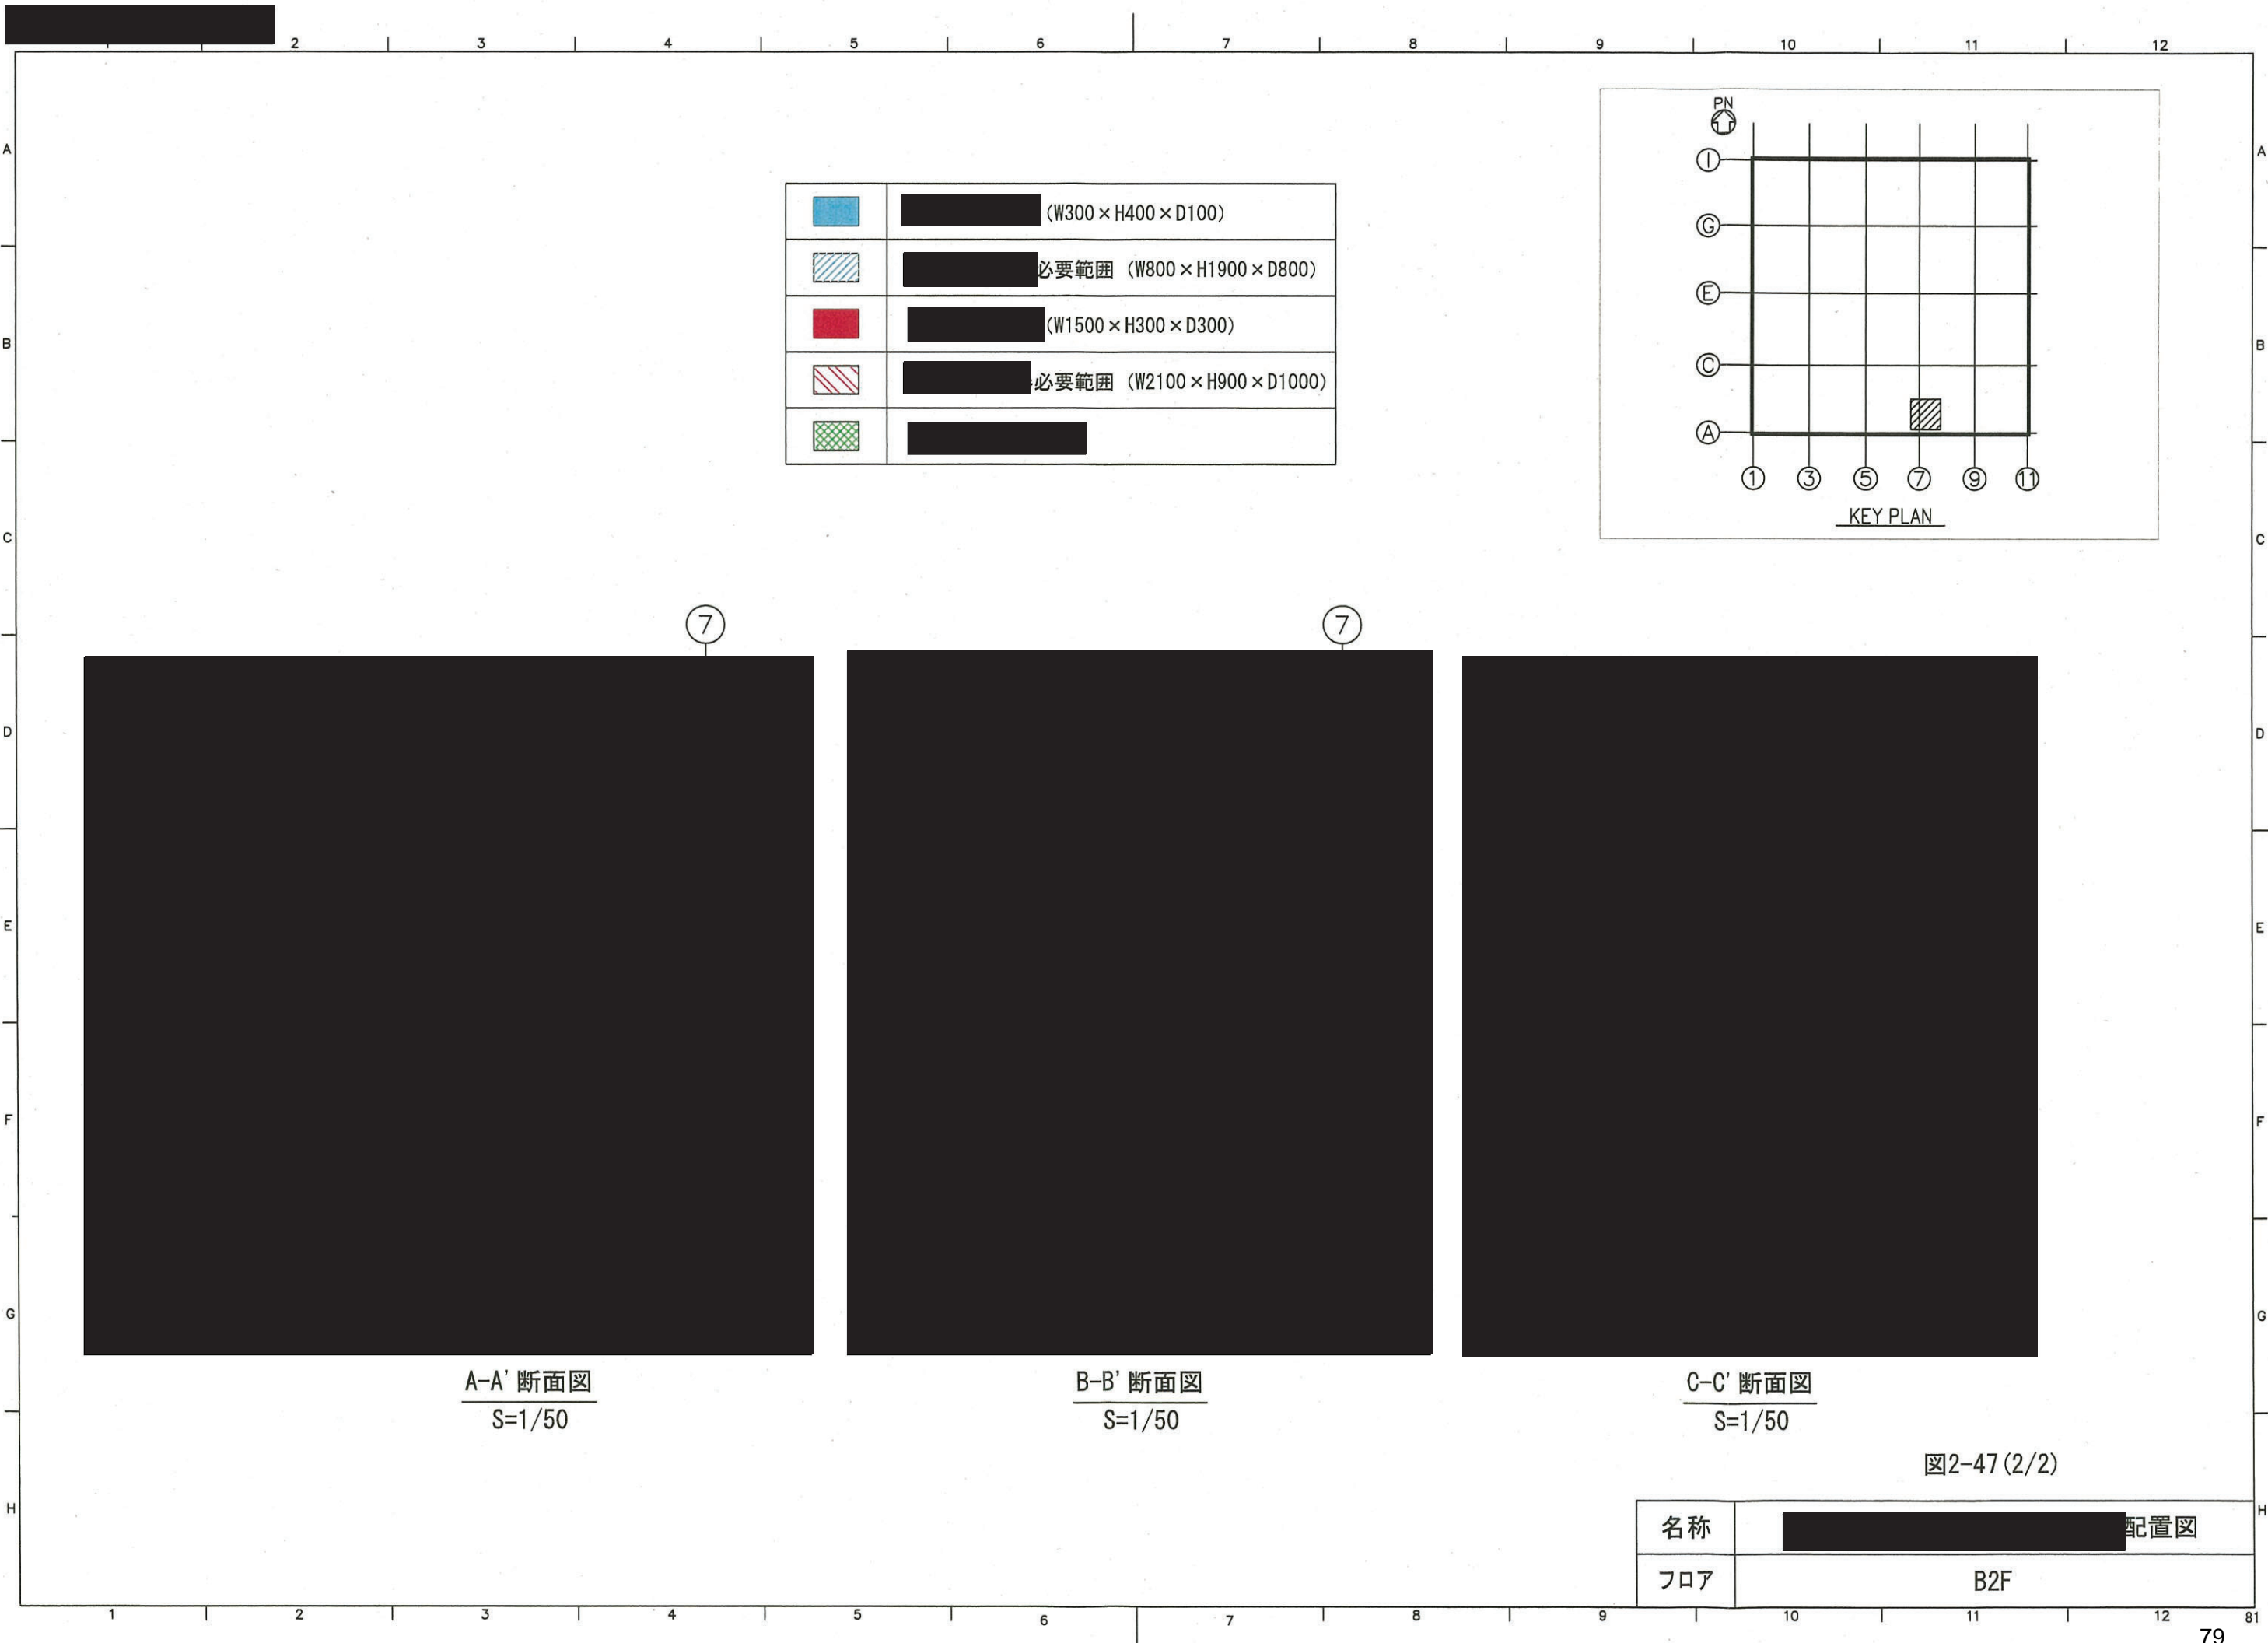 2 3 4 5 6 7 8 9 10 11 12
A
B
C
D
E
F
G
H
A
B
C
D
E
F
G
H
(W300×H400×D100)
必要範囲 (W800×H1900×D800)
(W1500×H300×D300)
必要範囲 (W2100×H900×D1000)
PN
I
G
E
C
A
1 3 5 7 9 11
KEY PLAN
7
7
A-A' 断面図
S=1/50
B-B' 断面図
S=1/50
C-C' 断面図
S=1/50
図2-47(2/2)
名称 配置図
フロア B2F
1 2 3 4 5 6 7 8 9 10 11 12 81
79